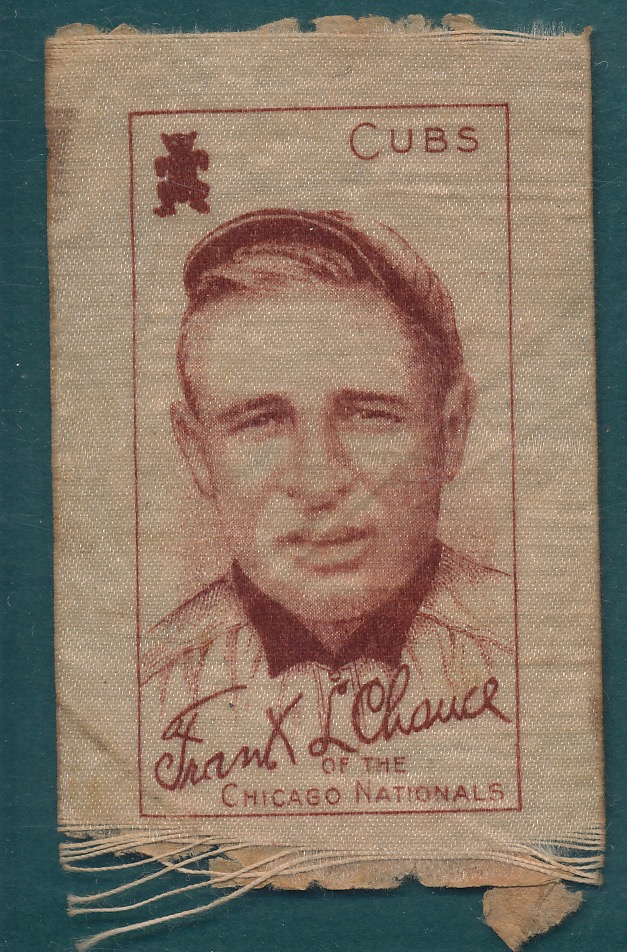 CUBS
Frank L Chance
OF THE
CHICAGO NATIONALS